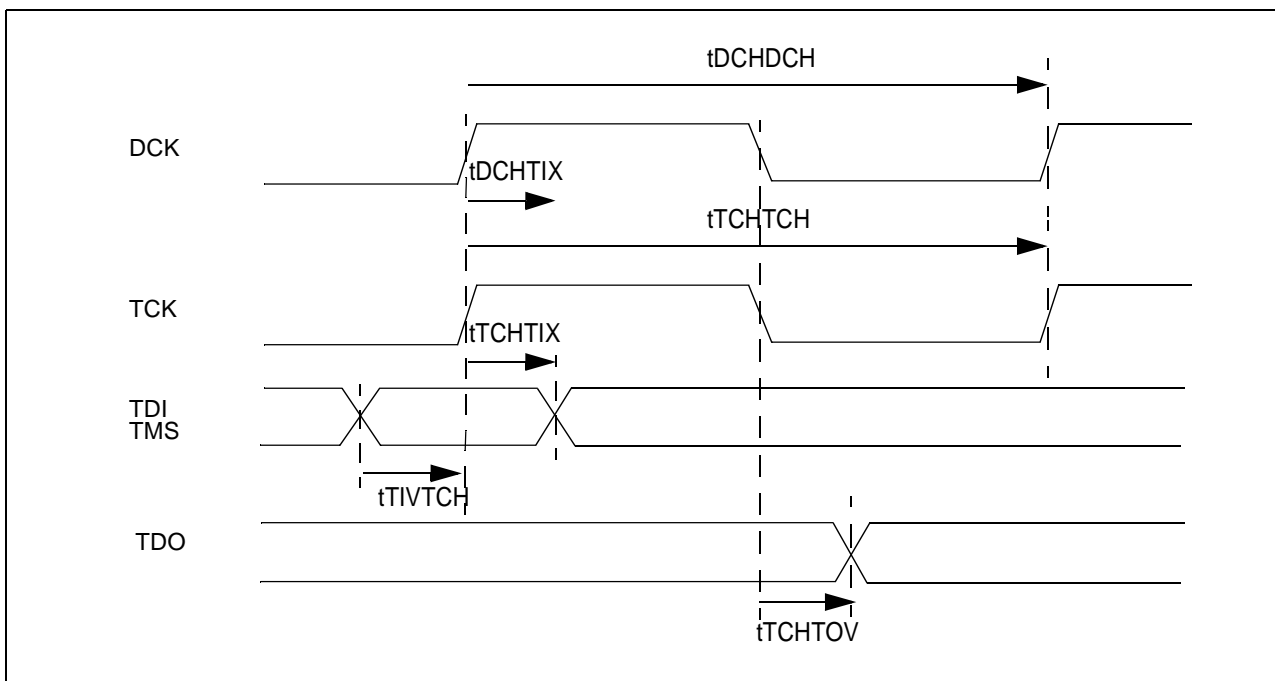 tDCHDCH
DCK
tDCHTIX
tTCHTCH
TCK
tTCHTIX
TDI
TMS
tTIVTCH
TDO
tTCHTOV